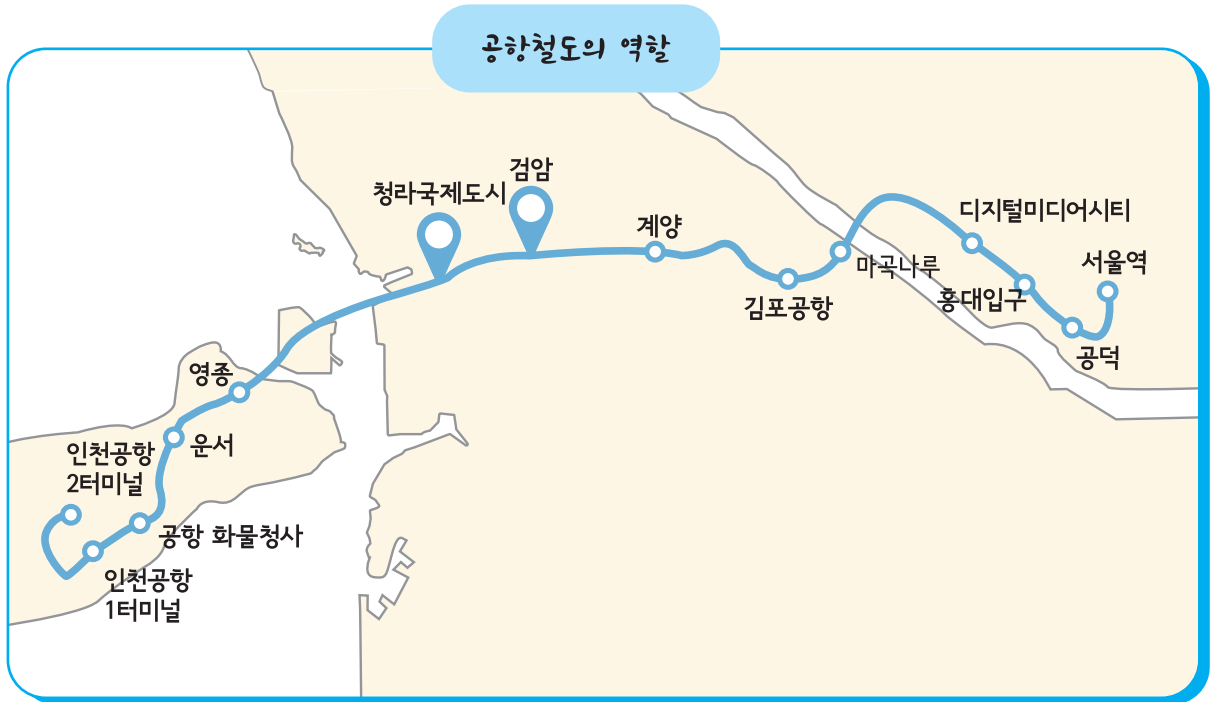 공항철도의 역할
검암
청라국제도시
계양
디지털미디어시티
마곡나루
서울역
홍대입구
김포공항
공덕
영종
운서
인천공항
2터미널
공항 화물청사
인천공항
1터미널